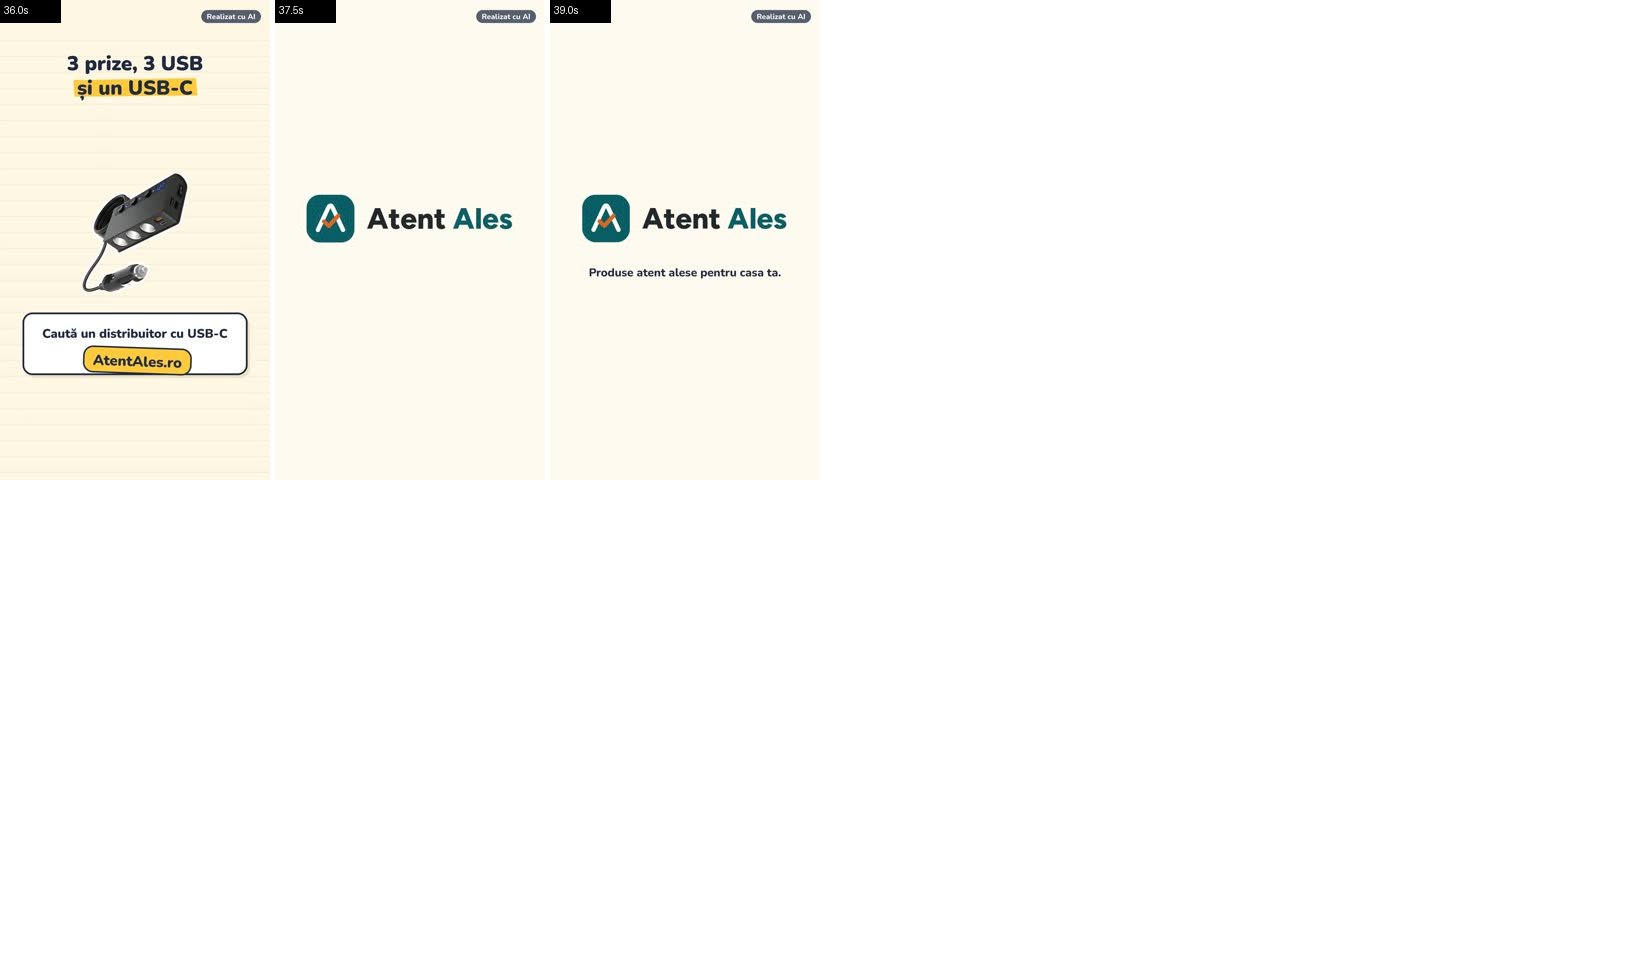 36.0s
Realizat cu AI
3 prize, 3 USB
și un USB-C
Caută un distribuitor cu USB-C
AtentAles.ro
37.5s
Realizat cu AI
Atent Ales
39.0s
Realizat cu AI
Atent Ales
Produse atent alese pentru casa ta.